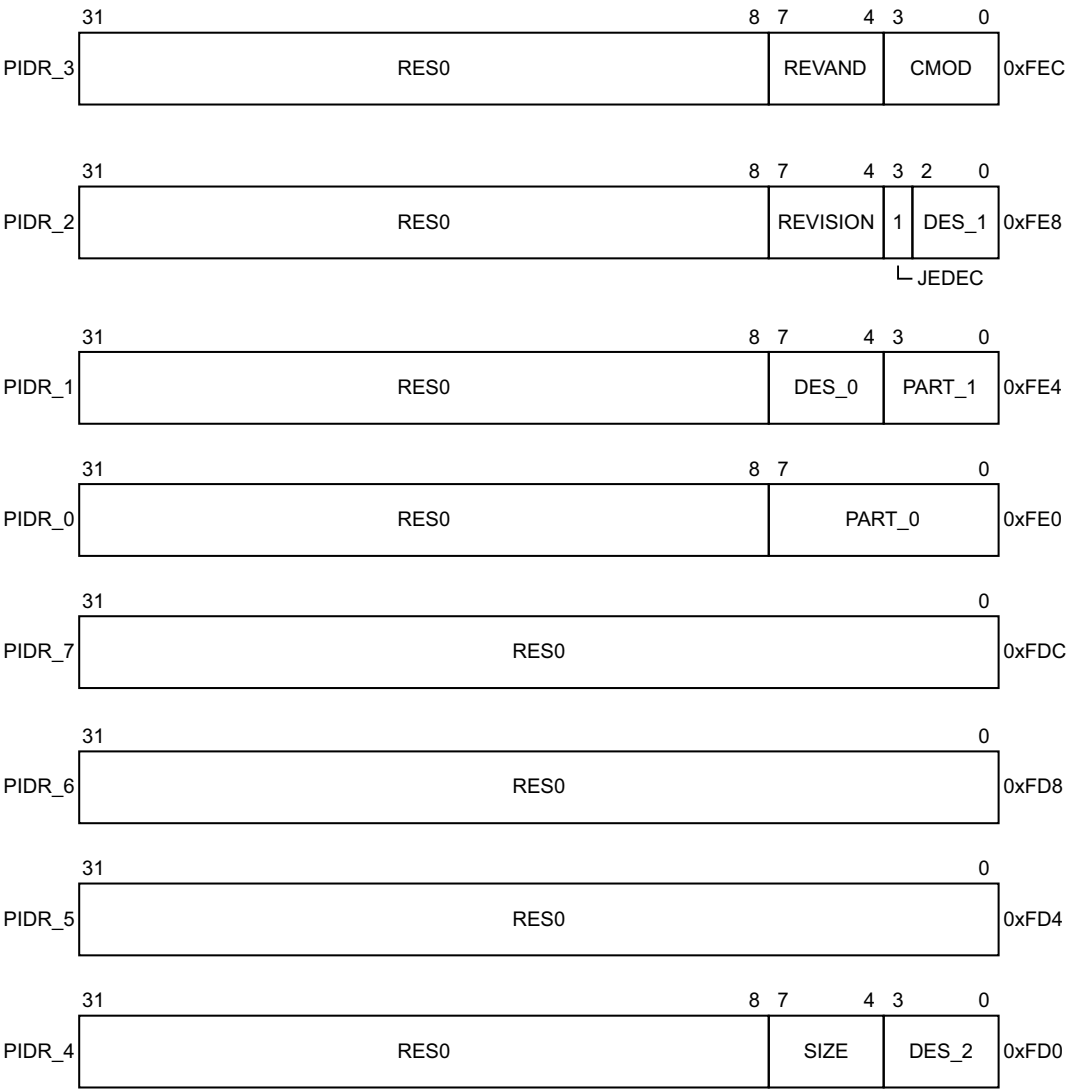 31 8 7 4 3 0
PIDR_3 RES0 REVAND CMOD 0xFEC
31 8 7 4 3 2 0
PIDR_2 RES0 REVISION 1 DES_1 0xFE8
JEDEC
31 8 7 4 3 0
PIDR_1 RES0 DES_0 PART_1 0xFE4
31 8 7 0
PIDR_0 RES0 PART_0 0xFE0
31 0
PIDR_7 RES0 0xFDC
31 0
PIDR_6 RES0 0xFD8
31 0
PIDR_5 RES0 0xFD4
31 8 7 4 3 0
PIDR_4 RES0 SIZE DES_2 0xFD0